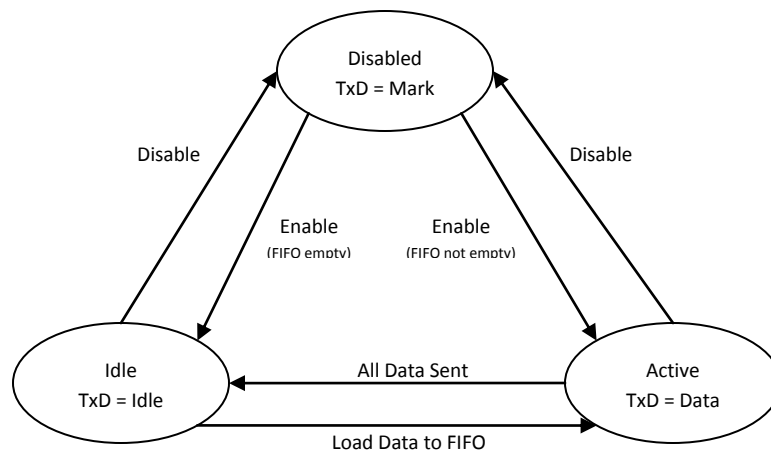 Disabled
TxD = Mark
Disable
Disable
Enable
(FIFO empty)
Enable
(FIFO not empty)
Idle
TxD = Idle
All Data Sent
Active
TxD = Data
Load Data to FIFO